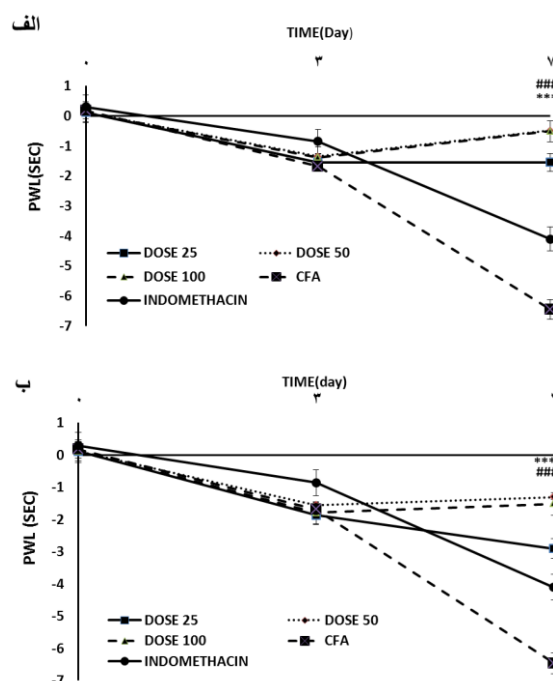 الف
TIME(Day)
۰ ۳ ۷
###
***
1
0
-1
-2
-3
-4
-5
-6
-7
PWL(SEC)
DOSE 25 DOSE 50
DOSE 100 CFA
INDOMETHACIN
ب
TIME(day)
۰ ۳
***
###
1
0
-1
-2
-3
-4
-5
-6
-7
PWL (SEC)
DOSE 25 DOSE 50
DOSE 100 CFA
INDOMETHACIN